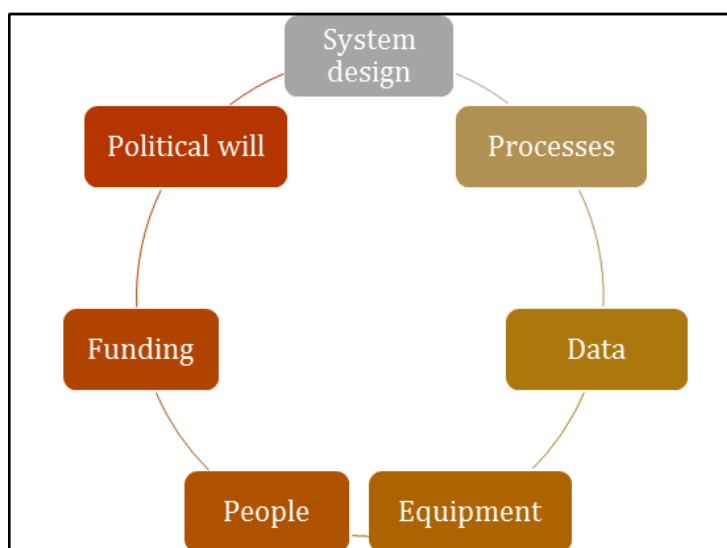 System
design
Processes
Data
Equipment
People
Funding
Political will